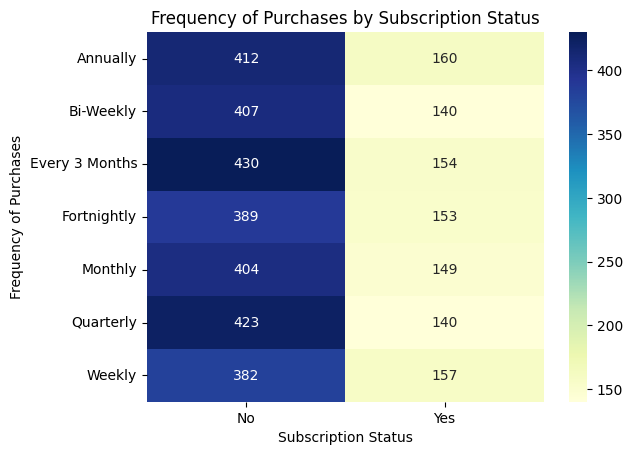 Frequency of Purchases by Subscription Status
Frequency of Purchases
Annually 412 160
Bi-Weekly 407 140
Every 3 Months 430 154
Fortnightly 389 153
Monthly 404 149
Quarterly 423 140
Weekly 382 157
No Yes
Subscription Status
400
350
300
250
200
150